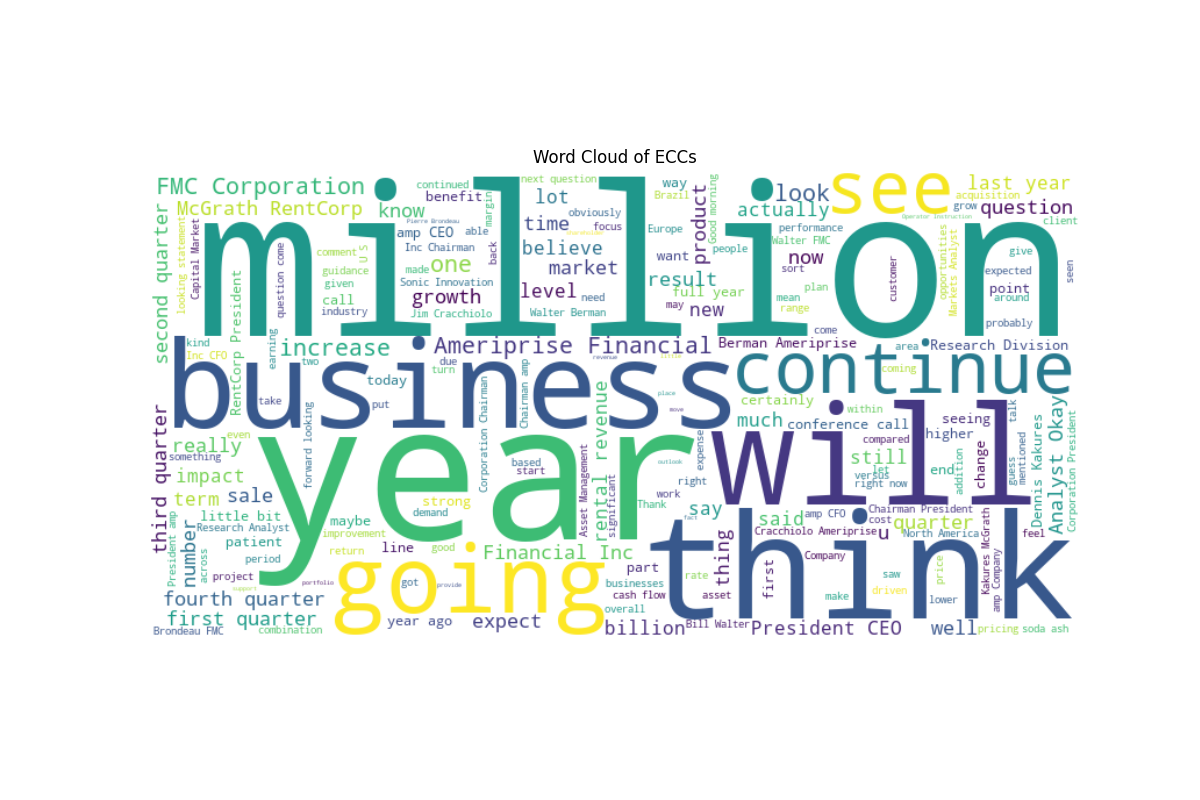 Word Cloud of ECCs
million
year
business
think
will
going
see
continue
FMC Corporation
McGrath RentCorp
second quarter
looking statements
Capital Market
RentCorp President
question come
comment
guidance
given
call
industry
U S
know
continued
benefit
Pierre Brondeau
amp CEO
able
Inc Chairman
one
made
Sonic Innovation
growth
Jim Cracchiolo
margin
back
next question
lot
time
obviously
focus
believe
market
level
need
Walter Berman
way
Brazil
Europe
want
result
full year
may
new
product
Good morning
people
look
actually
performance
Walter FMC
now
sort
mean
plan
range
come
customer
last year
acquisition
grow
question
client
Operator Instruction
opportunities
Markets Analyst
give
expected
point
around
probably
seen
kind
Inc CFO
earning
increase
two
Ameriprise Financial
due
turn
revenue
little
Berman Ameriprise
area
Research Division
coming
today
take
put
place
move
certainly
within
much
conference call
seeing
talk
higher
compared
still
let
versus
right now
end
addition
change
guess
mentioned
Dennis Kakures
Analyst Okay
Corporation President
third quarter
even
really
something
impact
term
sale
forward looking
Corporation Chairman
Chairman amp
based
start
rental revenue
expense
outlook
right
work
Thank
significant
Asset Management
strong
demand
number
little bit
Research Analyst
maybe
improvement
patient
period
across
President amp
return
line
good
Financial Inc
say
fact
said
amp CFO
Chairman President
cost
quarter
u
Cracchiolo Ameriprise
North America
Company
feel
Kakures McGrath
amp Company
project
portfolio
support
got
provide
part
businesses
cash flow
overall
rate
asset
thing
first
saw
make
driven
price
lower
fourth quarter
first quarter
Brondeau FMC
combination
year ago
expect
billion
Bill Walter
President CEO
well
pricing
soda ash